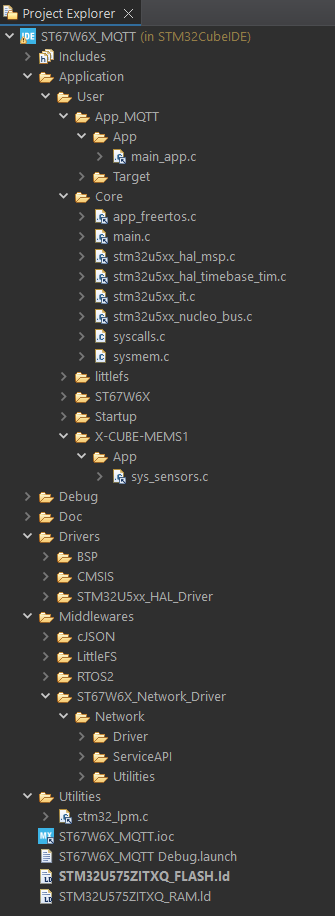 Project Explorer
IDE ST67W6X_MQTT (in STM32CubeIDE)
Includes
Application
User
App_MQTT
App
main_app.c
Target
Core
app_freertos.c
main.c
stm32u5xx_hal_msp.c
stm32u5xx_hal_timebase_tim.c
stm32u5xx_it.c
stm32u5xx_nucleo_bus.c
syscalls.c
sysmem.c
littlefs
ST67W6X
Startup
X-CUBE-MEMS1
App
sys_sensors.c
Debug
Doc
Drivers
BSP
CMSIS
STM32U5xx_HAL_Driver
Middlewares
cJSON
LittleFS
RTOS2
ST67W6X_Network_Driver
Network
Driver
ServiceAPI
Utilities
Utilities
stm32_lpm.c
MX ST67W6X_MQTT.ioc
ST67W6X_MQTT Debug.launch
STM32U575ZITXQ_FLASH.ld
STM32U575ZITXQ_RAM.ld